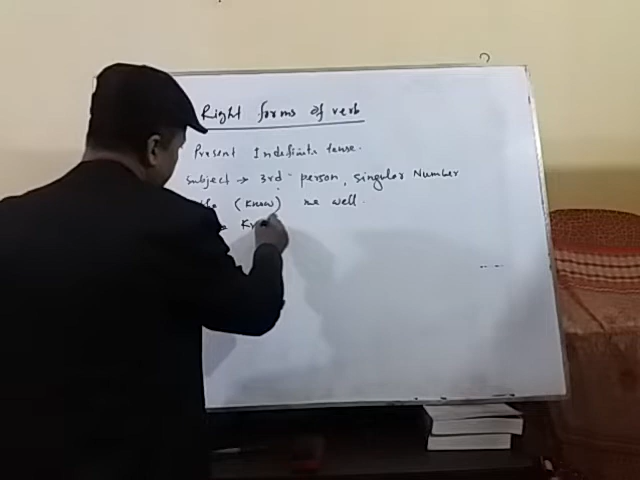 Right forms of verb
Present Indefinite tense.
Subject → 3rd person, singular Number
(Know) me well.